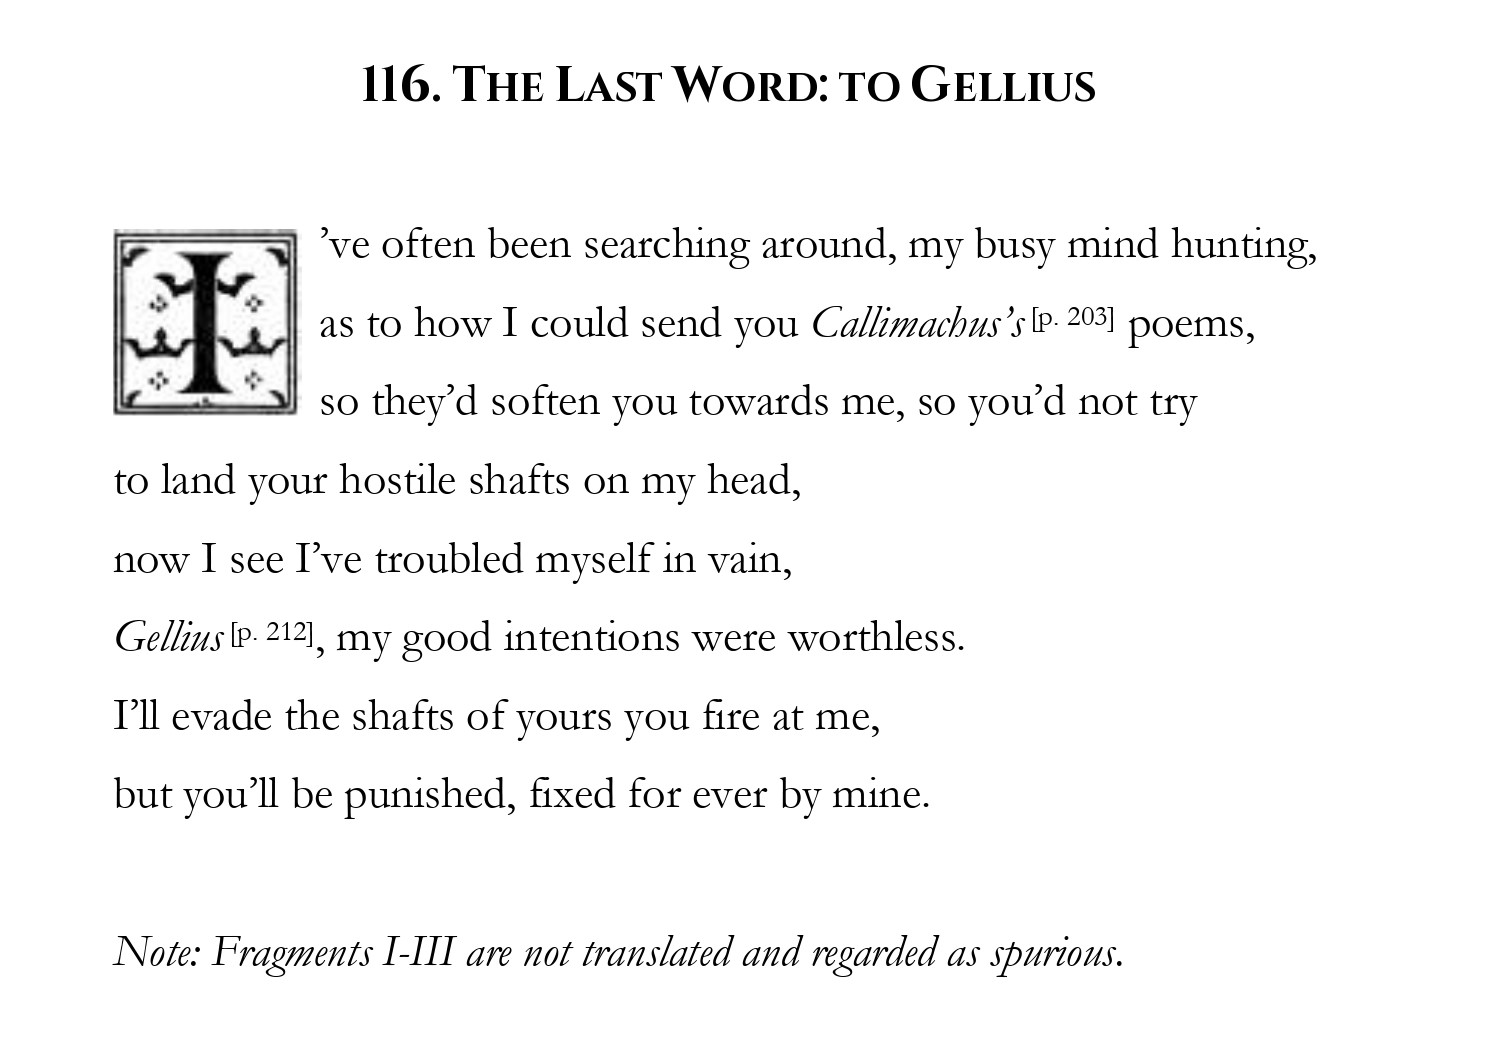 116. The Last Word: to Gellius
I’ve often been searching around, my busy mind hunting,
as to how I could send you Callimachus’s [p. 203] poems,
so they’d soften you towards me, so you’d not try
to land your hostile shafts on my head,
now I see I’ve troubled myself in vain,
Gellius [p. 212], my good intentions were worthless.
I’ll evade the shafts of yours you fire at me,
but you’ll be punished, fixed for ever by mine.
Note: Fragments I-III are not translated and regarded as spurious.